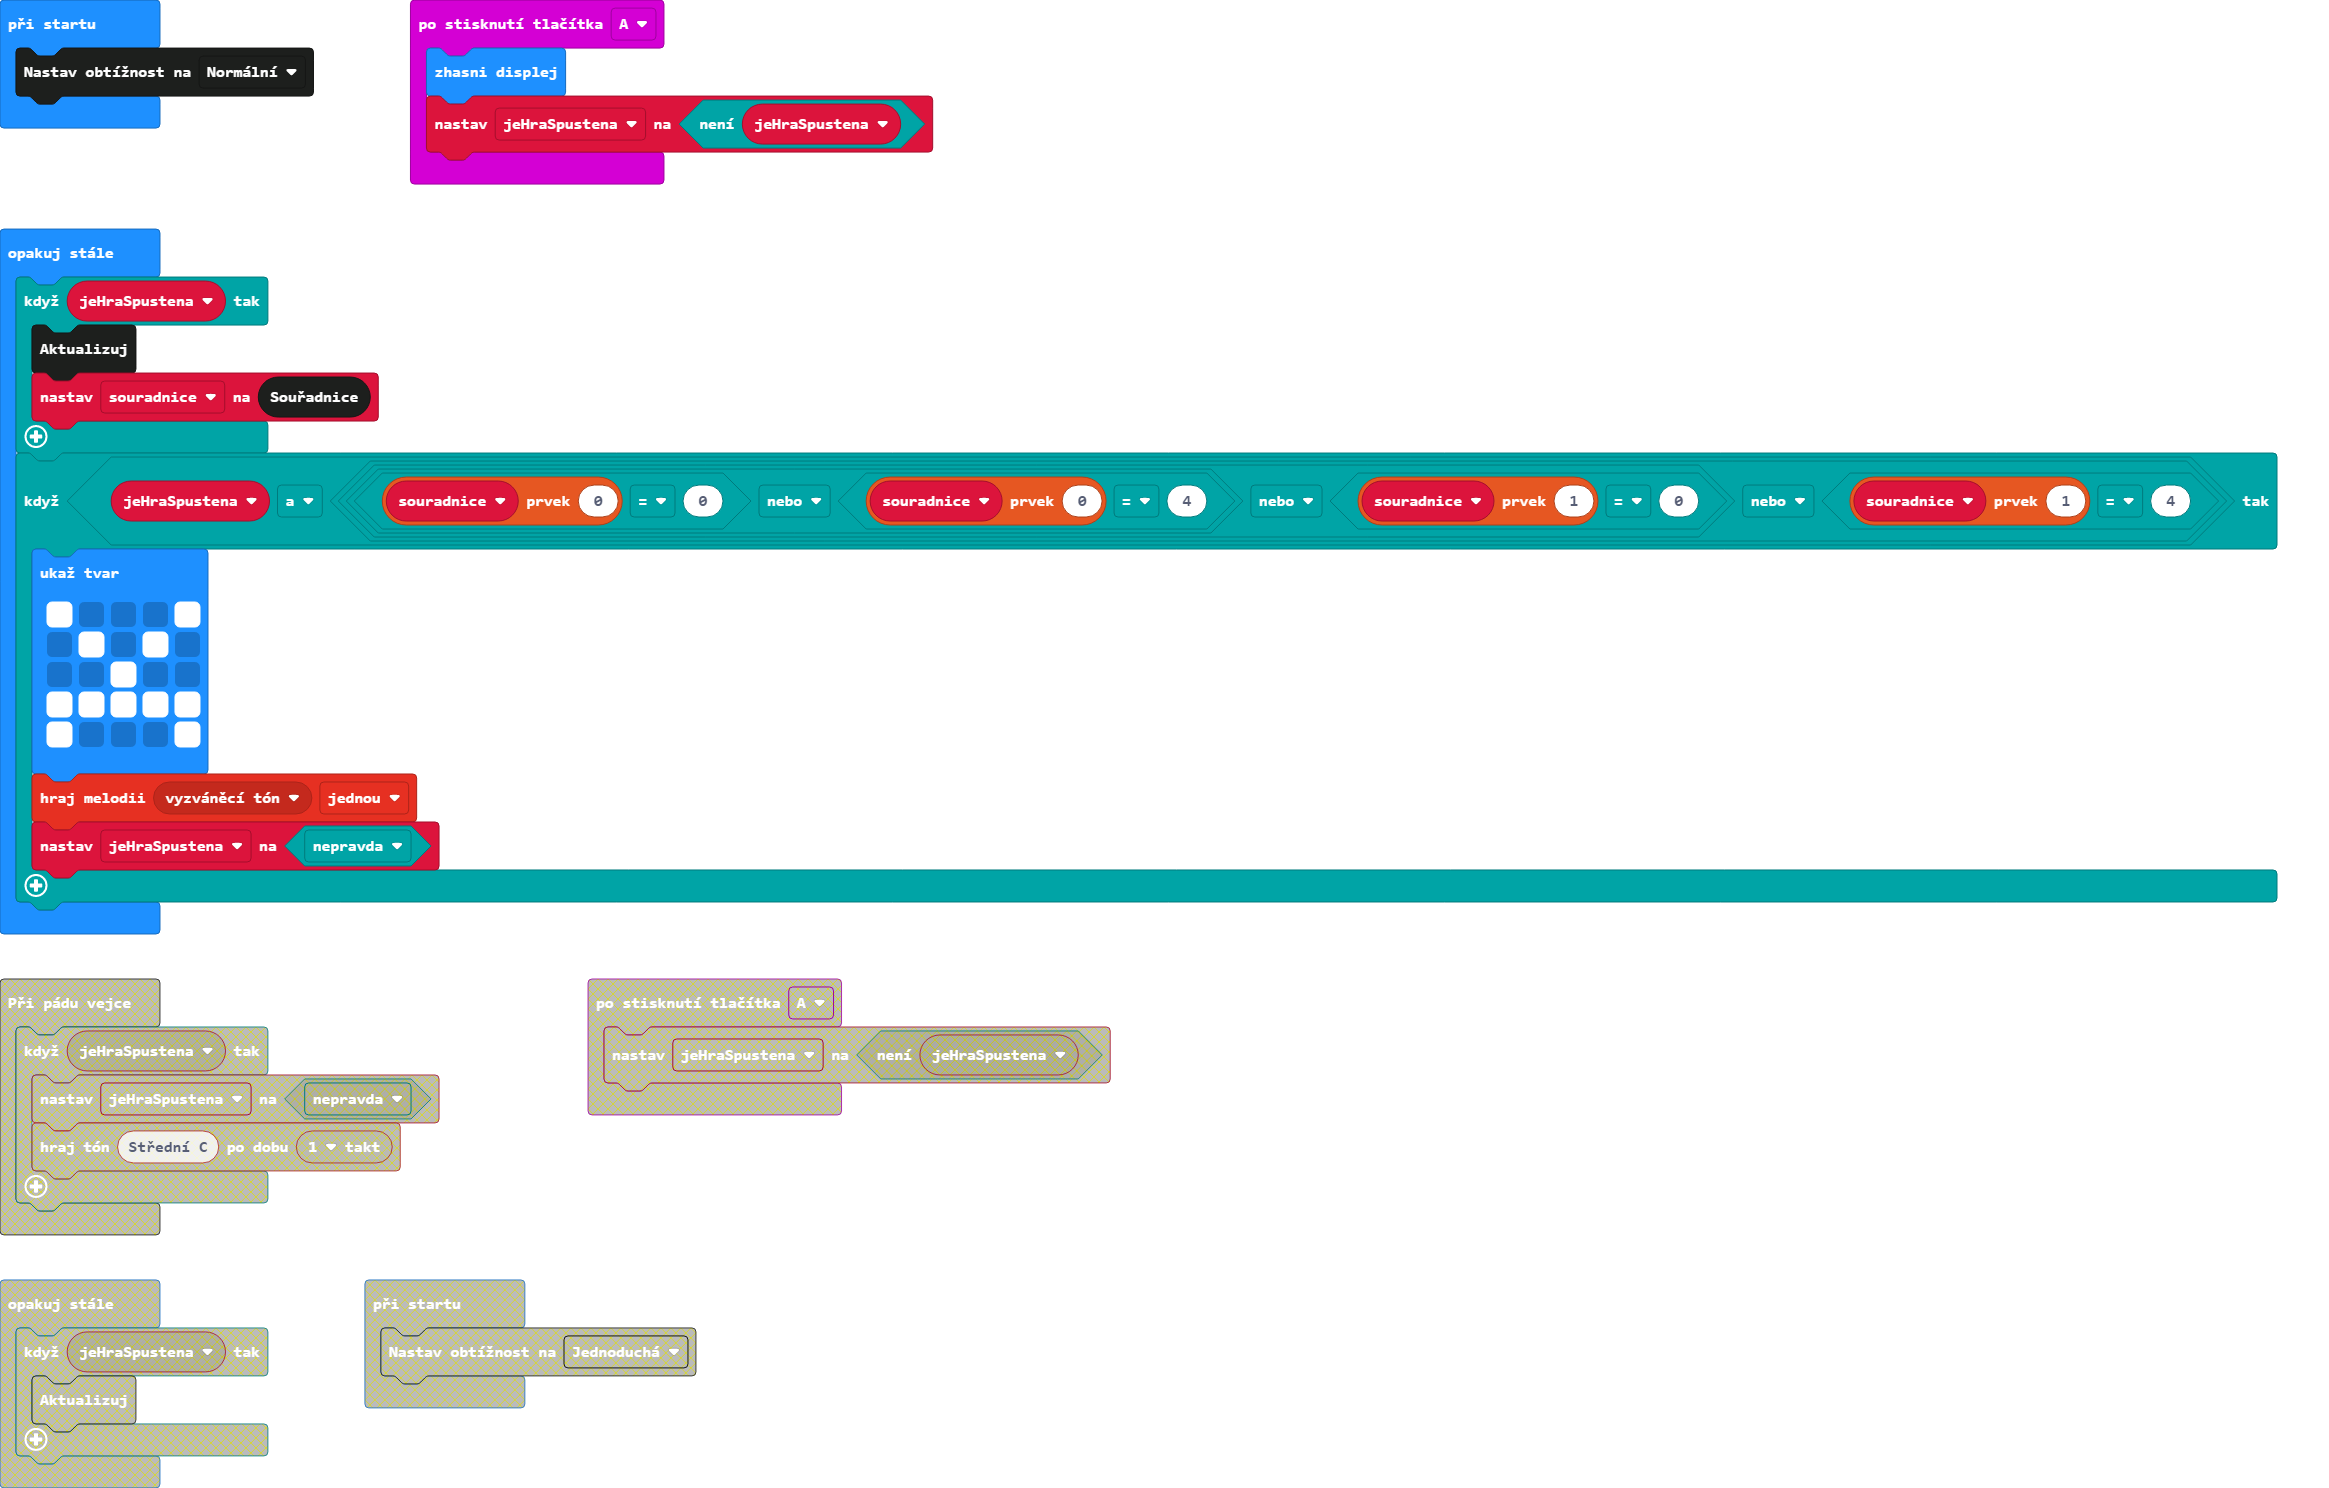 při startu
Nastav obtížnost na Normální
po stisknutí tlačítka A
zhasni displej
nastav jeHraSpustena na není jeHraSpustena
opakuj stále
když jeHraSpustena tak
Aktualizuj
nastav souradnice na Souřadnice
když jeHraSpustena a souradnice prvek 0 = 0 nebo souradnice prvek 0 = 4 nebo souradnice prvek 1 = 0 nebo souradnice prvek 1 = 4 tak
ukaž tvar
hraj melodii vyzváněcí tón jednou
nastav jeHraSpustena na nepravda
Při pádu vejce
když jeHraSpustena tak
nastav jeHraSpustena na nepravda
hraj tón Střední C po dobu 1 takt
po stisknutí tlačítka A
nastav jeHraSpustena na není jeHraSpustena
opakuj stále
když jeHraSpustena tak
Aktualizuj
při startu
Nastav obtížnost na Jednoduchá